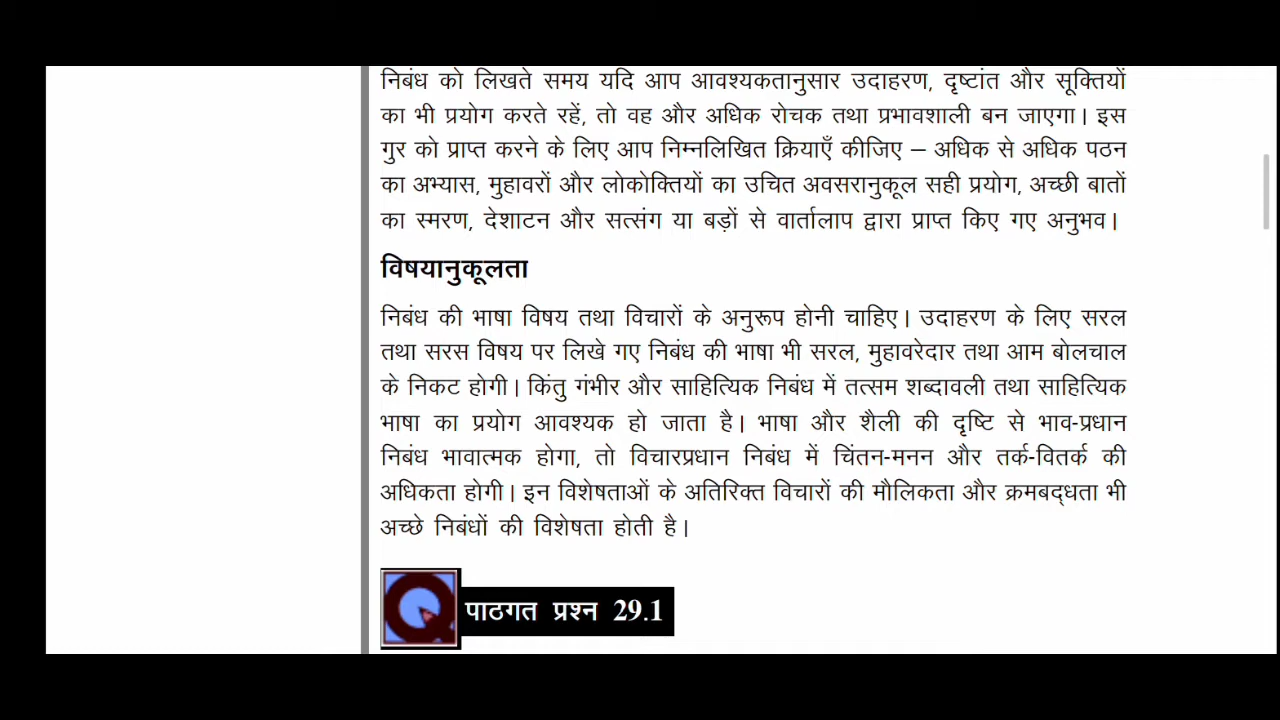 निबंध को लिखते समय यदि आप आवश्यकतानुसार उदाहरण, दृष्टांत और सूक्तियों
का भी प्रयोग करते रहें, तो वह और अधिक रोचक तथा प्रभावशाली बन जाएगा। इस
गुर को प्राप्त करने के लिए आप निम्नलिखित क्रियाएँ कीजिए – अधिक से अधिक पठन
का अभ्यास, मुहावरों और लोकोक्तियों का उचित अवसरानुकूल सही प्रयोग, अच्छी बातों
का स्मरण, देशाटन और सत्संग या बड़ों से वार्तालाप द्वारा प्राप्त किए गए अनुभव।
विषयानुकूलता
निबंध की भाषा विषय तथा विचारों के अनुरूप होनी चाहिए। उदाहरण के लिए सरल
तथा सरस विषय पर लिखे गए निबंध की भाषा भी सरल, मुहावरेदार तथा आम बोलचाल
के निकट होगी। किंतु गंभीर और साहित्यिक निबंध में तत्सम शब्दावली तथा साहित्यिक
भाषा का प्रयोग आवश्यक हो जाता है। भाषा और शैली की दृष्टि से भाव-प्रधान
निबंध भावात्मक होगा, तो विचारप्रधान निबंध में चिंतन-मनन और तर्क-वितर्क की
अधिकता होगी। इन विशेषताओं के अतिरिक्त विचारों की मौलिकता और क्रमबद्धता भी
अच्छे निबंधों की विशेषता होती है।
पाठगत प्रश्न 29.1